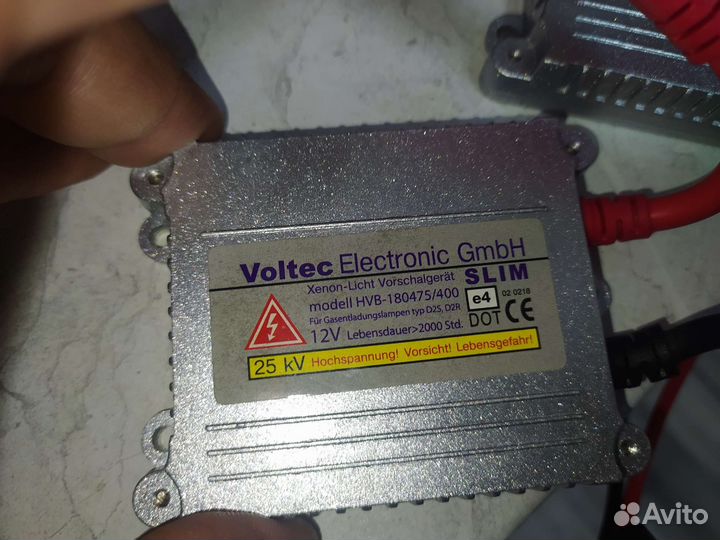 Voltec Electronic GmbH
Xenon-Licht Vorschalgerät SLIM
modell HVB-180475/400 e4 02 0218
Für Gasentladungslampen typ D2S, D2R
12V Lebensdauer>2000 Std. DOT CE
25 kV Hochspannung! Vorsicht! Lebensgefahr!
Avito